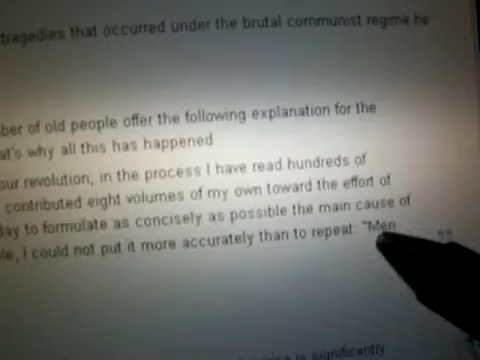 tragedies that occurred under the brutal communist regime he
ber of old people offer the following explanation for the
at's why all this has happened
our revolution, in the process I have read hundreds of
contributed eight volumes of my own toward the effort of
day to formulate as concisely as possible the main cause of
le, I could not put it more accurately than to repeat: "Men
is significantly